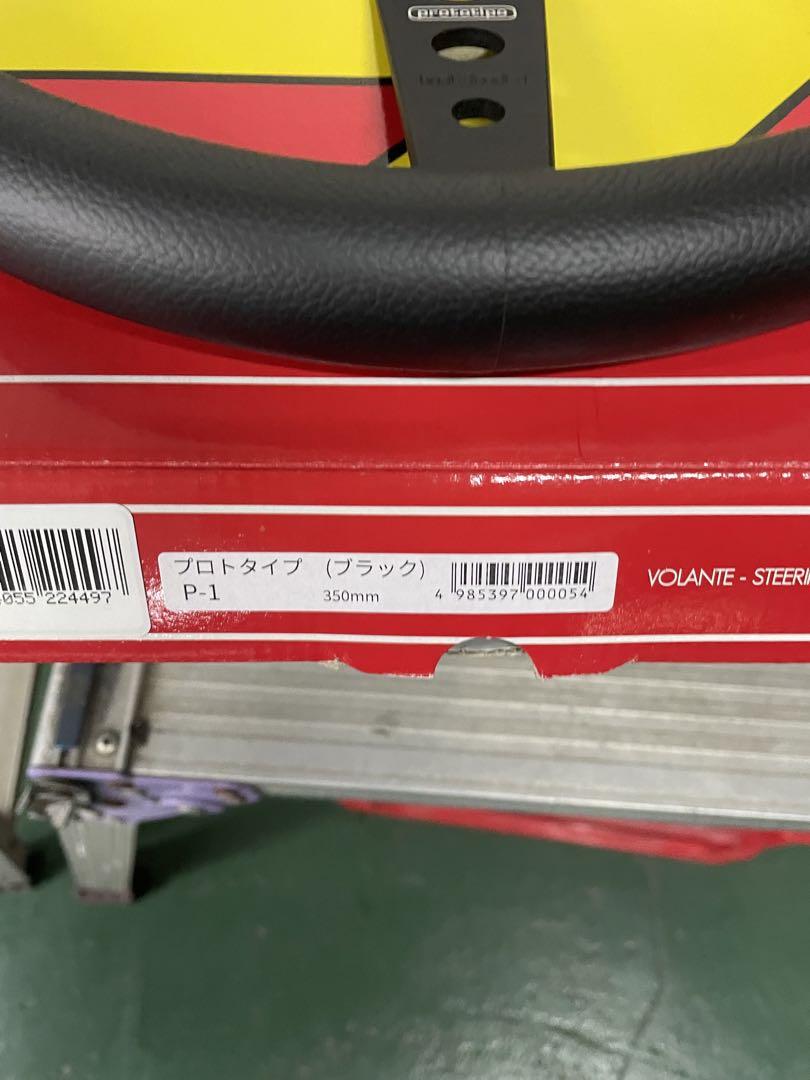 prototipo
プロトタイプ (ブラック)
P-1 350mm
4 985397 000054
055 224497
VOLANTE - STEERI